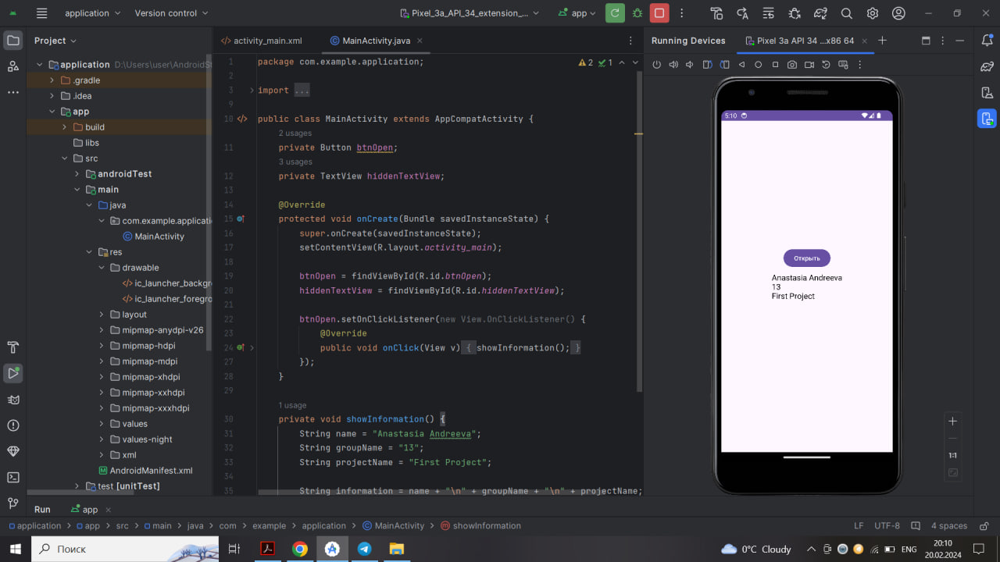 application
Version control
Pixel_3a_API_34_extension_...
app
Project
activity_main.xml
MainActivity.java
Running Devices
Pixel 3a API 34 ...x86 64
application D:\Users\user\AndroidSt
.gradle
.idea
app
build
libs
src
androidTest
main
java
com.example.applicati
MainActivity
res
drawable
ic_launcher_backgr
ic_launcher_foregro
layout
mipmap-anydpi-v26
mipmap-hdpi
mipmap-mdpi
mipmap-xhdpi
mipmap-xxhdpi
mipmap-xxxhdpi
values
values-night
xml
AndroidManifest.xml
test [unitTest]
2 1
1 package com.example.application;
2
3 import ...
9
10 public class MainActivity extends AppCompatActivity {
2 usages
11 private Button btnOpen;
3 usages
12 private TextView hiddenTextView;
13
14 @Override
15 protected void onCreate(Bundle savedInstanceState) {
16 super.onCreate(savedInstanceState);
17 setContentView(R.layout.activity_main);
18
19 btnOpen = findViewById(R.id.btnOpen);
20 hiddenTextView = findViewById(R.id.hiddenTextView);
21
22 btnOpen.setOnClickListener(new View.OnClickListener() {
23 @Override
24 public void onClick(View v) { showInformation(); }
27 });
28 }
29
1 usage
30 private void showInformation() {
31 String name = "Anastasia Andreeva";
32 String groupName = "13";
33 String projectName = "First Project";
34
35 String information = name + "\n" + groupName + "\n" + projectName;
5:10
Открыть
Anastasia Andreeva
13
First Project
1:1
Run app
application app src main java com example application MainActivity showInformation
LF UTF-8 4 spaces
Поиск
0°C Cloudy
ENG
20:10
20.02.2024